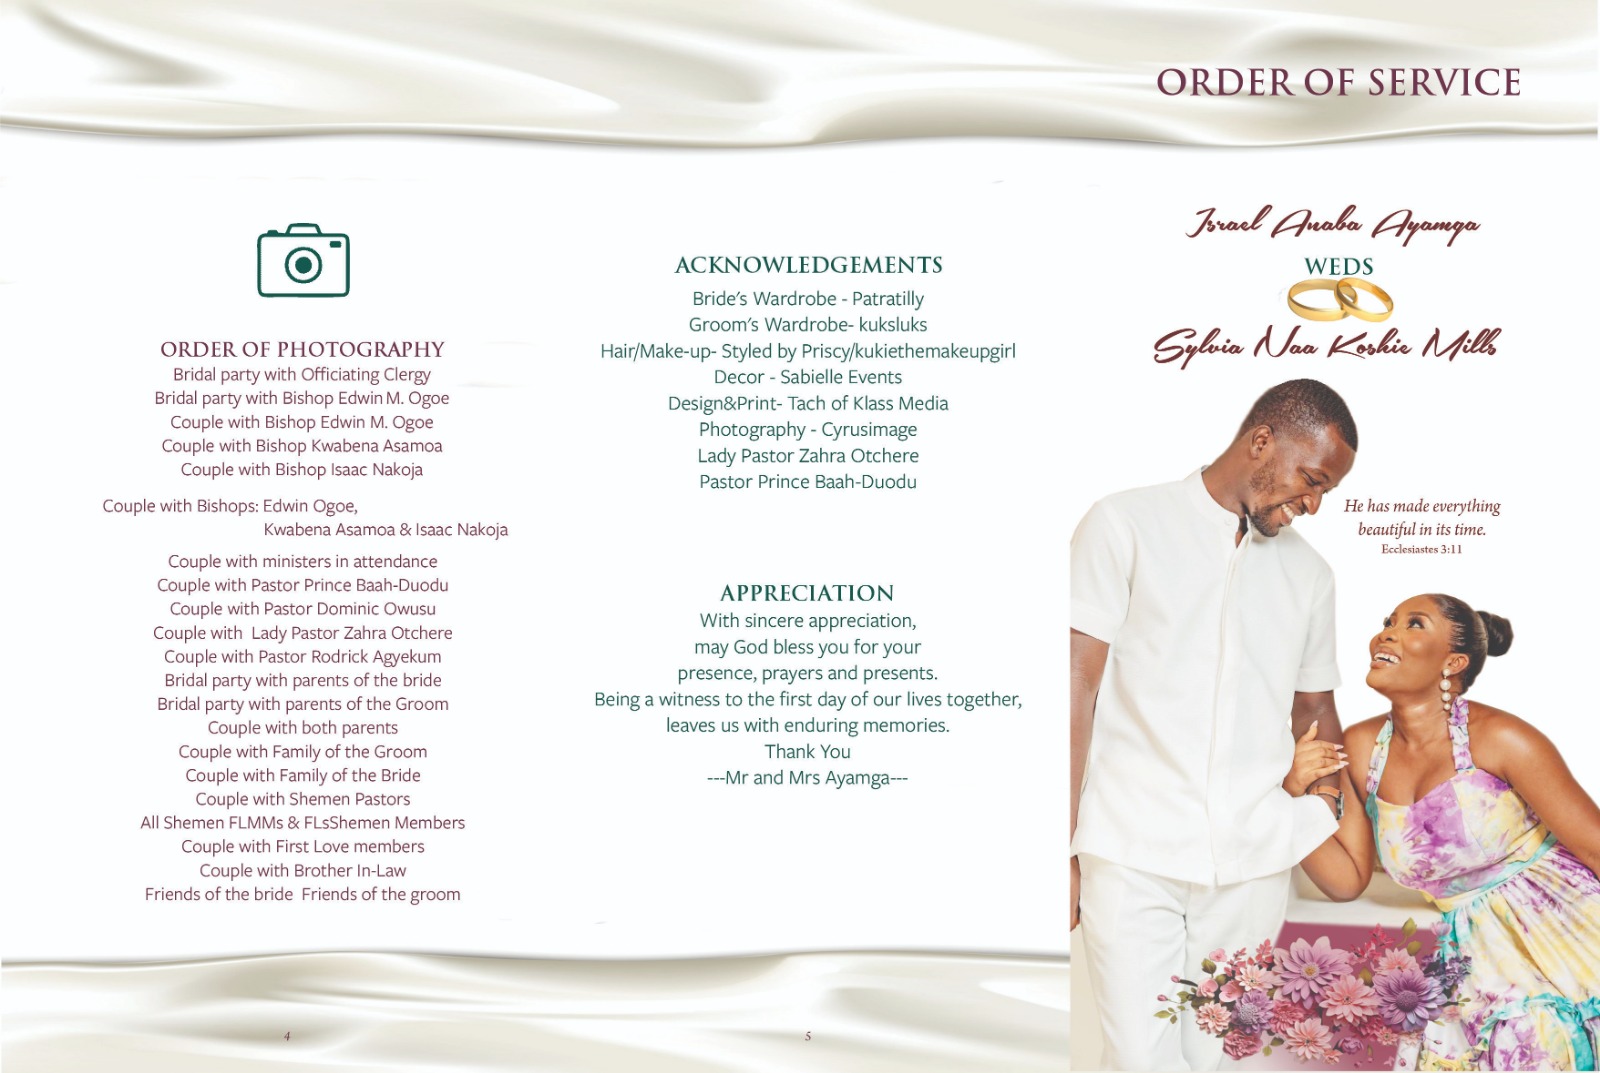 ORDER OF SERVICE
ORDER OF PHOTOGRAPHY
Bridal party with Officiating Clergy
Bridal party with Bishop Edwin M. Ogoe
Couple with Bishop Edwin M. Ogoe
Couple with Bishop Kwabena Asamoa
Couple with Bishop Isaac Nakoja
Couple with Bishops: Edwin Ogoe,
Kwabena Asamoa & Isaac Nakoja
Couple with ministers in attendance
Couple with Pastor Prince Baah-Duodu
Couple with Pastor Dominic Owusu
Couple with Lady Pastor Zahra Otchere
Couple with Pastor Rodrick Agyekum
Bridal party with parents of the bride
Bridal party with parents of the Groom
Couple with both parents
Couple with Family of the Groom
Couple with Family of the Bride
Couple with Shemen Pastors
All Shemen FLMMs & FLsShemen Members
Couple with First Love members
Couple with Brother In-Law
Friends of the bride Friends of the groom
4
ACKNOWLEDGEMENTS
Bride's Wardrobe - Patratilly
Groom's Wardrobe- kuksluks
Hair/Make-up- Styled by Priscy/kukiethemakeupgirl
Decor - Sabielle Events
Design&Print- Tach of Klass Media
Photography - Cyrusimage
Lady Pastor Zahra Otchere
Pastor Prince Baah-Duodu
APPRECIATION
With sincere appreciation,
may God bless you for your
presence, prayers and presents.
Being a witness to the first day of our lives together,
leaves us with enduring memories.
Thank You
---Mr and Mrs Ayamga---
5
Israel Anaba Ayamga
WEDS
Sylvia Naa Koshie Mills
He has made everything
beautiful in its time.
Ecclesiastes 3:11